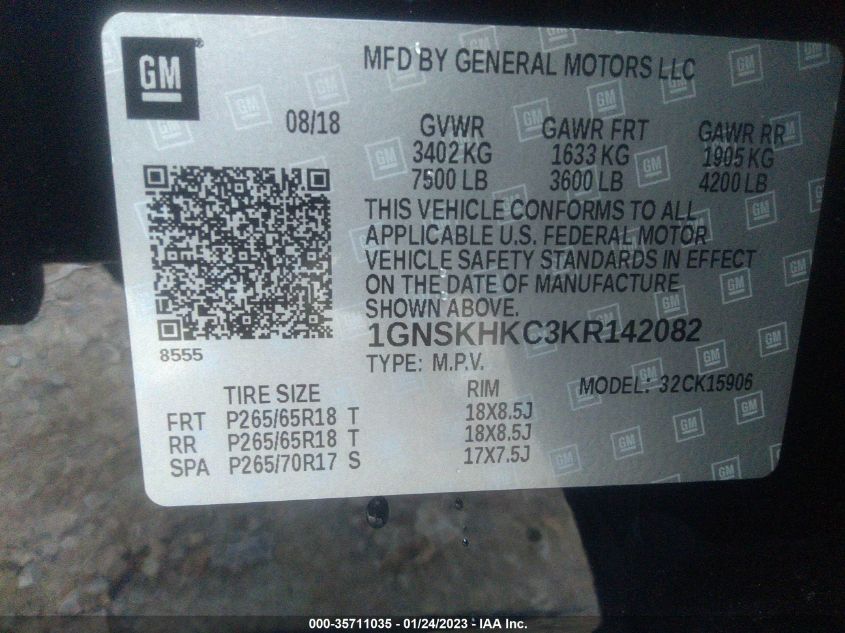 GM
MFD BY GENERAL MOTORS LLC
08/18
GVWR GAWR FRT GAWR RR
3402 KG 1633 KG 1905 KG
7500 LB 3600 LB 4200 LB
THIS VEHICLE CONFORMS TO ALL
APPLICABLE U.S. FEDERAL MOTOR
VEHICLE SAFETY STANDARDS IN EFFECT
ON THE DATE OF MANUFACTURE
SHOWN ABOVE.
8555
1GNSKHKC3KR142082
TYPE: M.P.V.
MODEL: 32CK15906
TIRE SIZE RIM
FRT P265/65R18 T 18X8.5J
RR P265/65R18 T 18X8.5J
SPA P265/70R17 S 17X7.5J
000-35711035 - 01/24/2023 - IAA Inc.